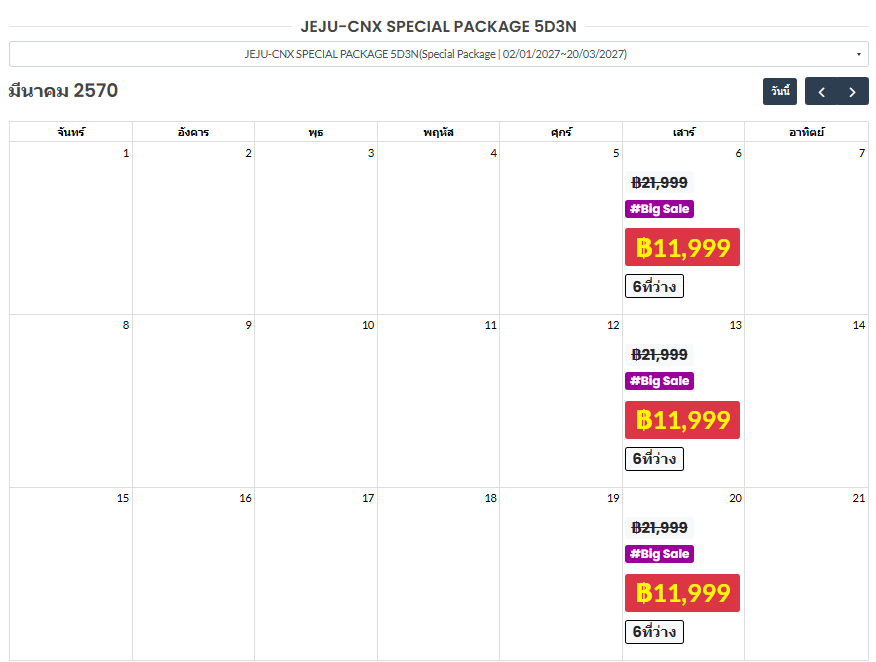 JEJU-CNX SPECIAL PACKAGE 5D3N
JEJU-CNX SPECIAL PACKAGE 5D3N(Special Package | 02/01/2027~20/03/2027)
มีนาคม 2570
วันนี้
จันทร์ อังคาร พุธ พฤหัส ศุกร์ เสาร์ อาทิตย์
1 2 3 4 5 6 7
฿21,999
#Big Sale
฿11,999
6ที่ว่าง
8 9 10 11 12 13 14
฿21,999
#Big Sale
฿11,999
6ที่ว่าง
15 16 17 18 19 20 21
฿21,999
#Big Sale
฿11,999
6ที่ว่าง